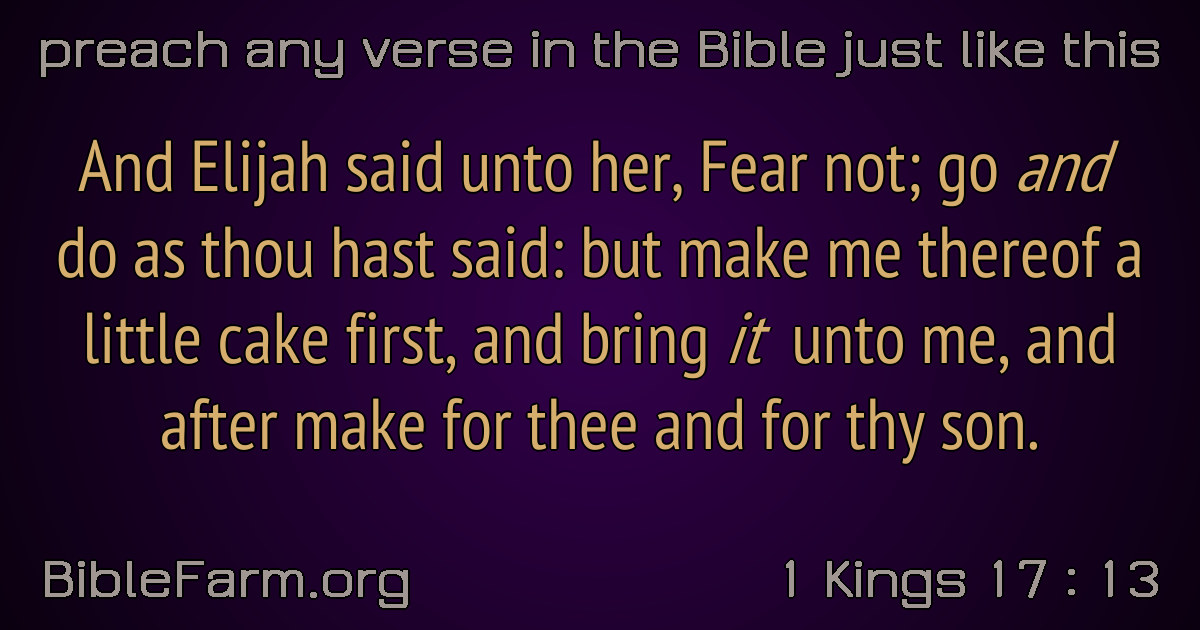 preach any verse in the Bible just like this
And Elijah said unto her, Fear not; go and
do as thou hast said: but make me thereof a
little cake first, and bring it unto me, and
after make for thee and for thy son.
BibleFarm.org
1 Kings 17 : 13